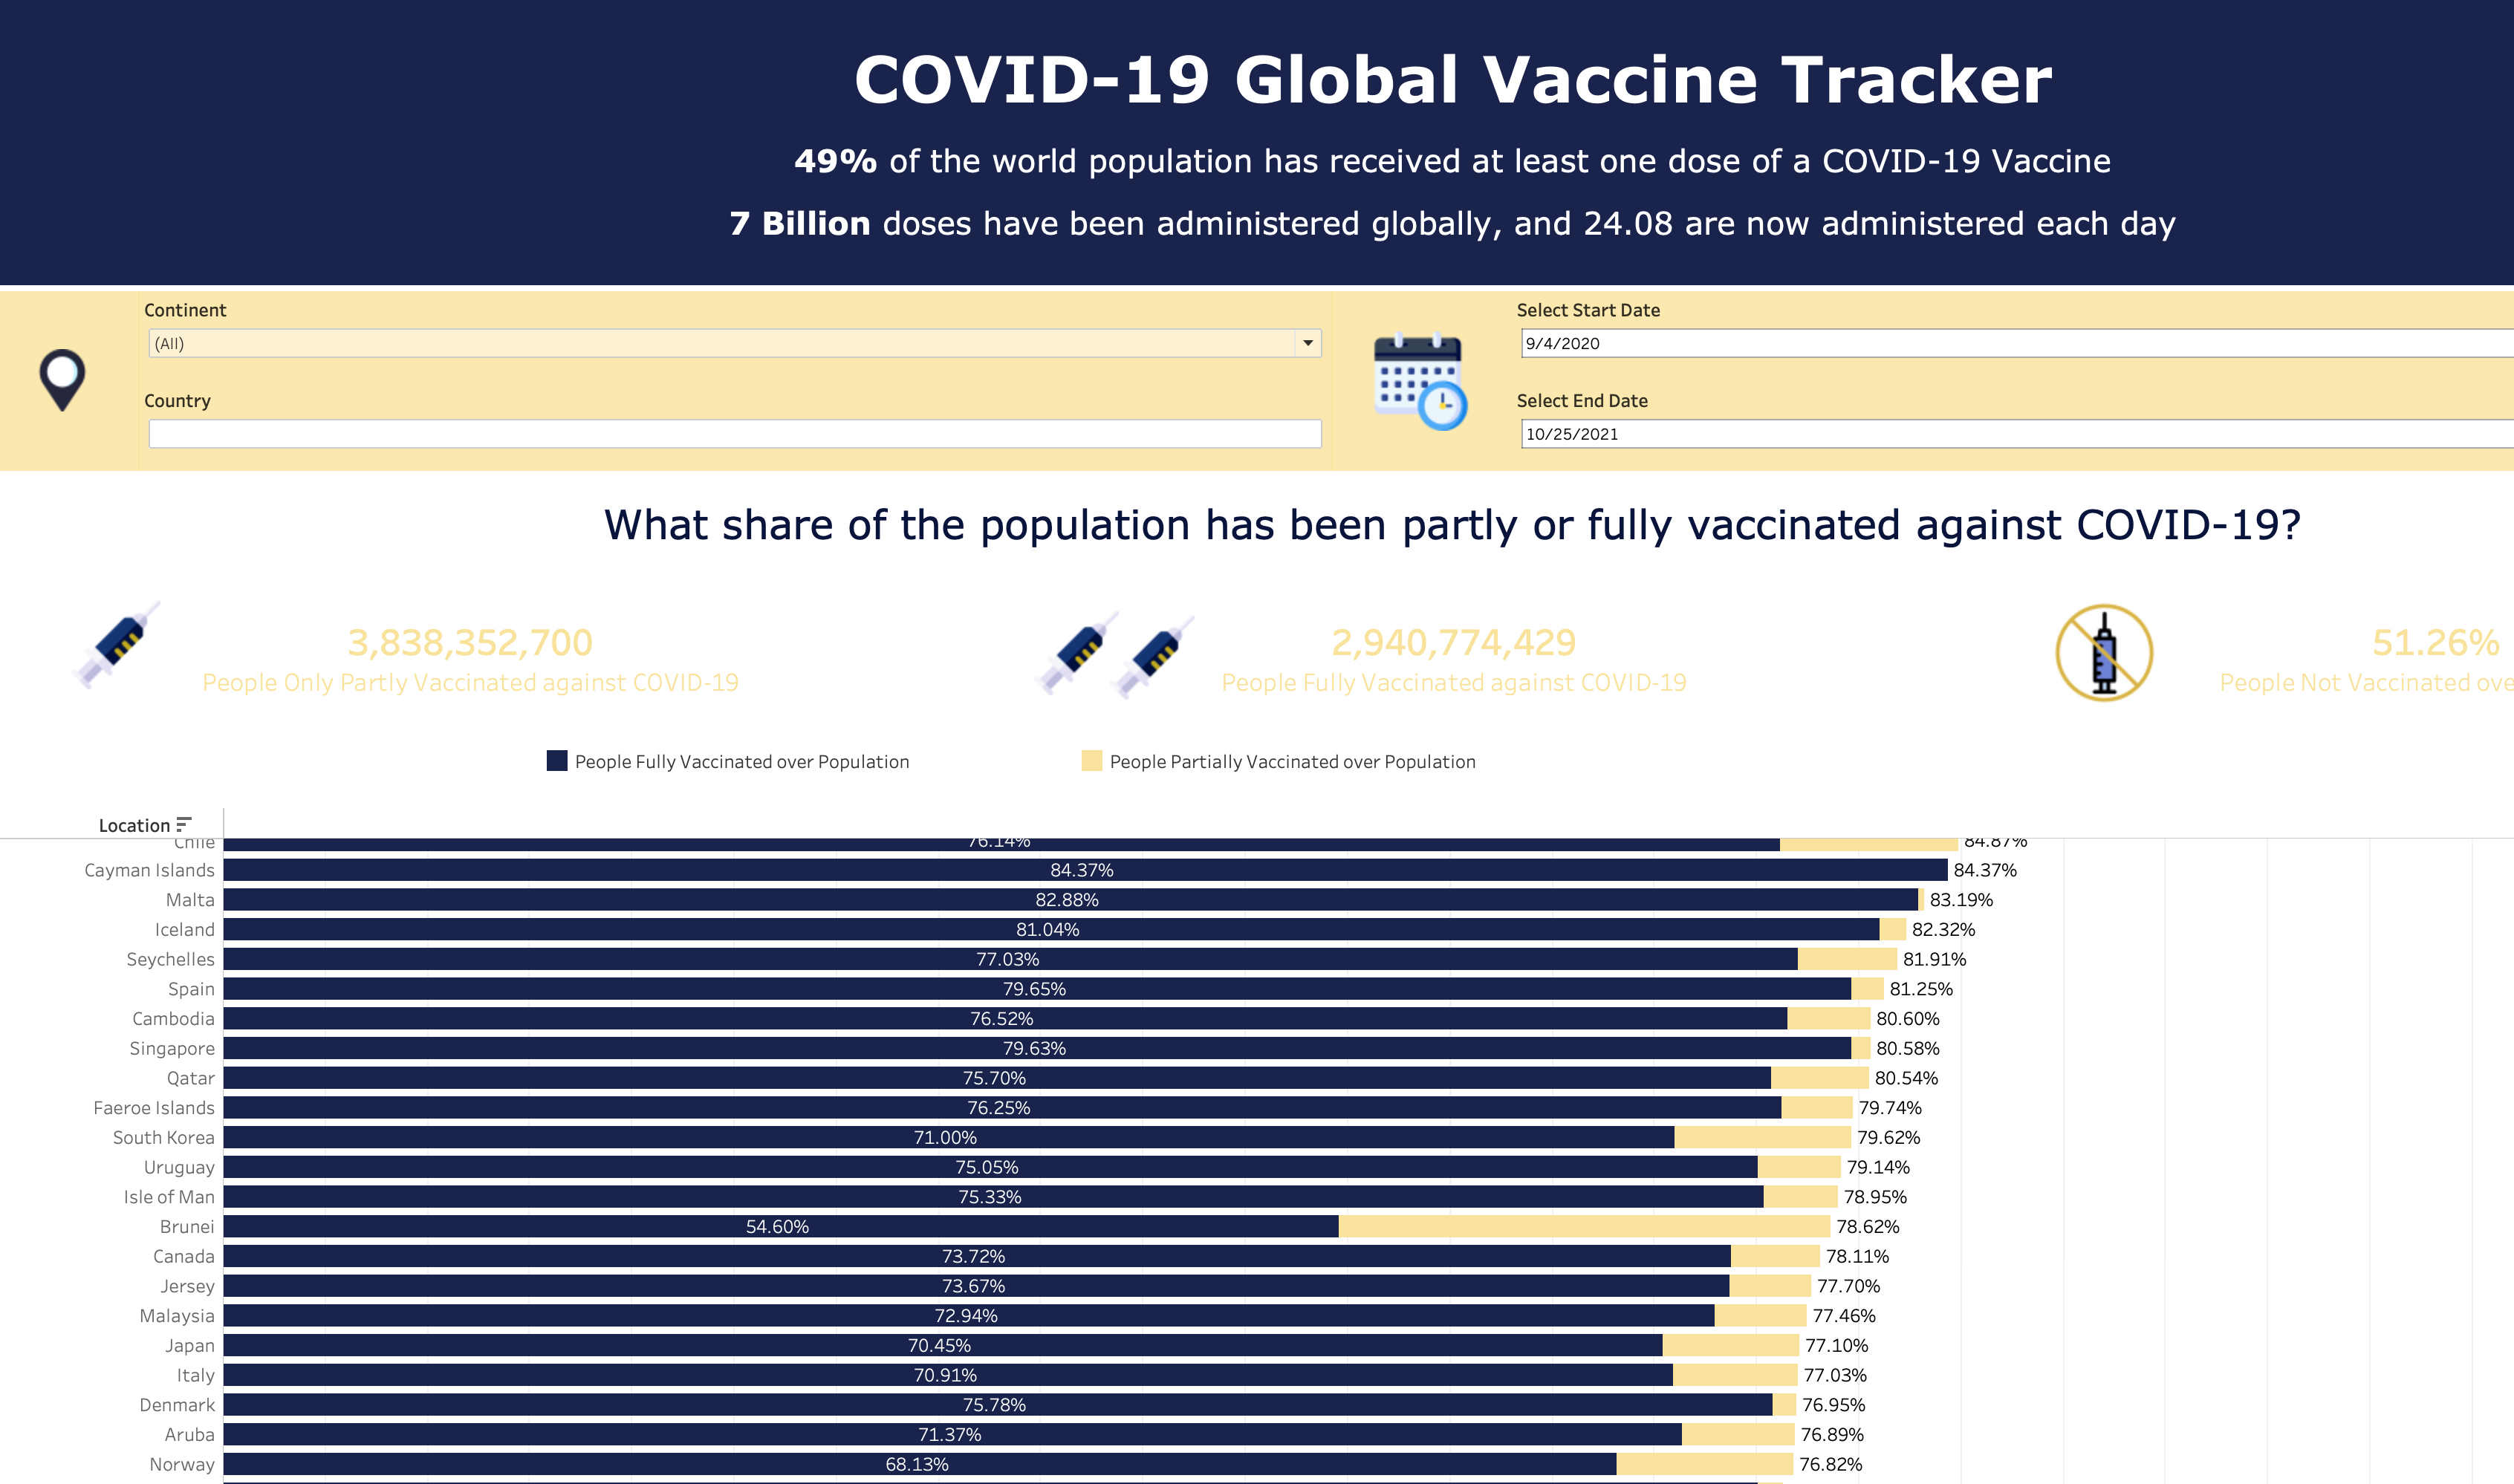 COVID-19 Global Vaccine Tracker
49% of the world population has received at least one dose of a COVID-19 Vaccine
7 Billion doses have been administered globally, and 24.08 are now administered each day
Continent
(All)
Country
Select Start Date
9/4/2020
Select End Date
10/25/2021
What share of the population has been partly or fully vaccinated against COVID-19?
3,838,352,700
People Only Partly Vaccinated against COVID-19
2,940,774,429
People Fully Vaccinated against COVID-19
51.26%
People Not Vaccinated ove
People Fully Vaccinated over Population
People Partially Vaccinated over Population
Location
Chile 76.14% 84.87%
Cayman Islands 84.37% 84.37%
Malta 82.88% 83.19%
Iceland 81.04% 82.32%
Seychelles 77.03% 81.91%
Spain 79.65% 81.25%
Cambodia 76.52% 80.60%
Singapore 79.63% 80.58%
Qatar 75.70% 80.54%
Faeroe Islands 76.25% 79.74%
South Korea 71.00% 79.62%
Uruguay 75.05% 79.14%
Isle of Man 75.33% 78.95%
Brunei 54.60% 78.62%
Canada 73.72% 78.11%
Jersey 73.67% 77.70%
Malaysia 72.94% 77.46%
Japan 70.45% 77.10%
Italy 70.91% 77.03%
Denmark 75.78% 76.95%
Aruba 71.37% 76.89%
Norway 68.13% 76.82%